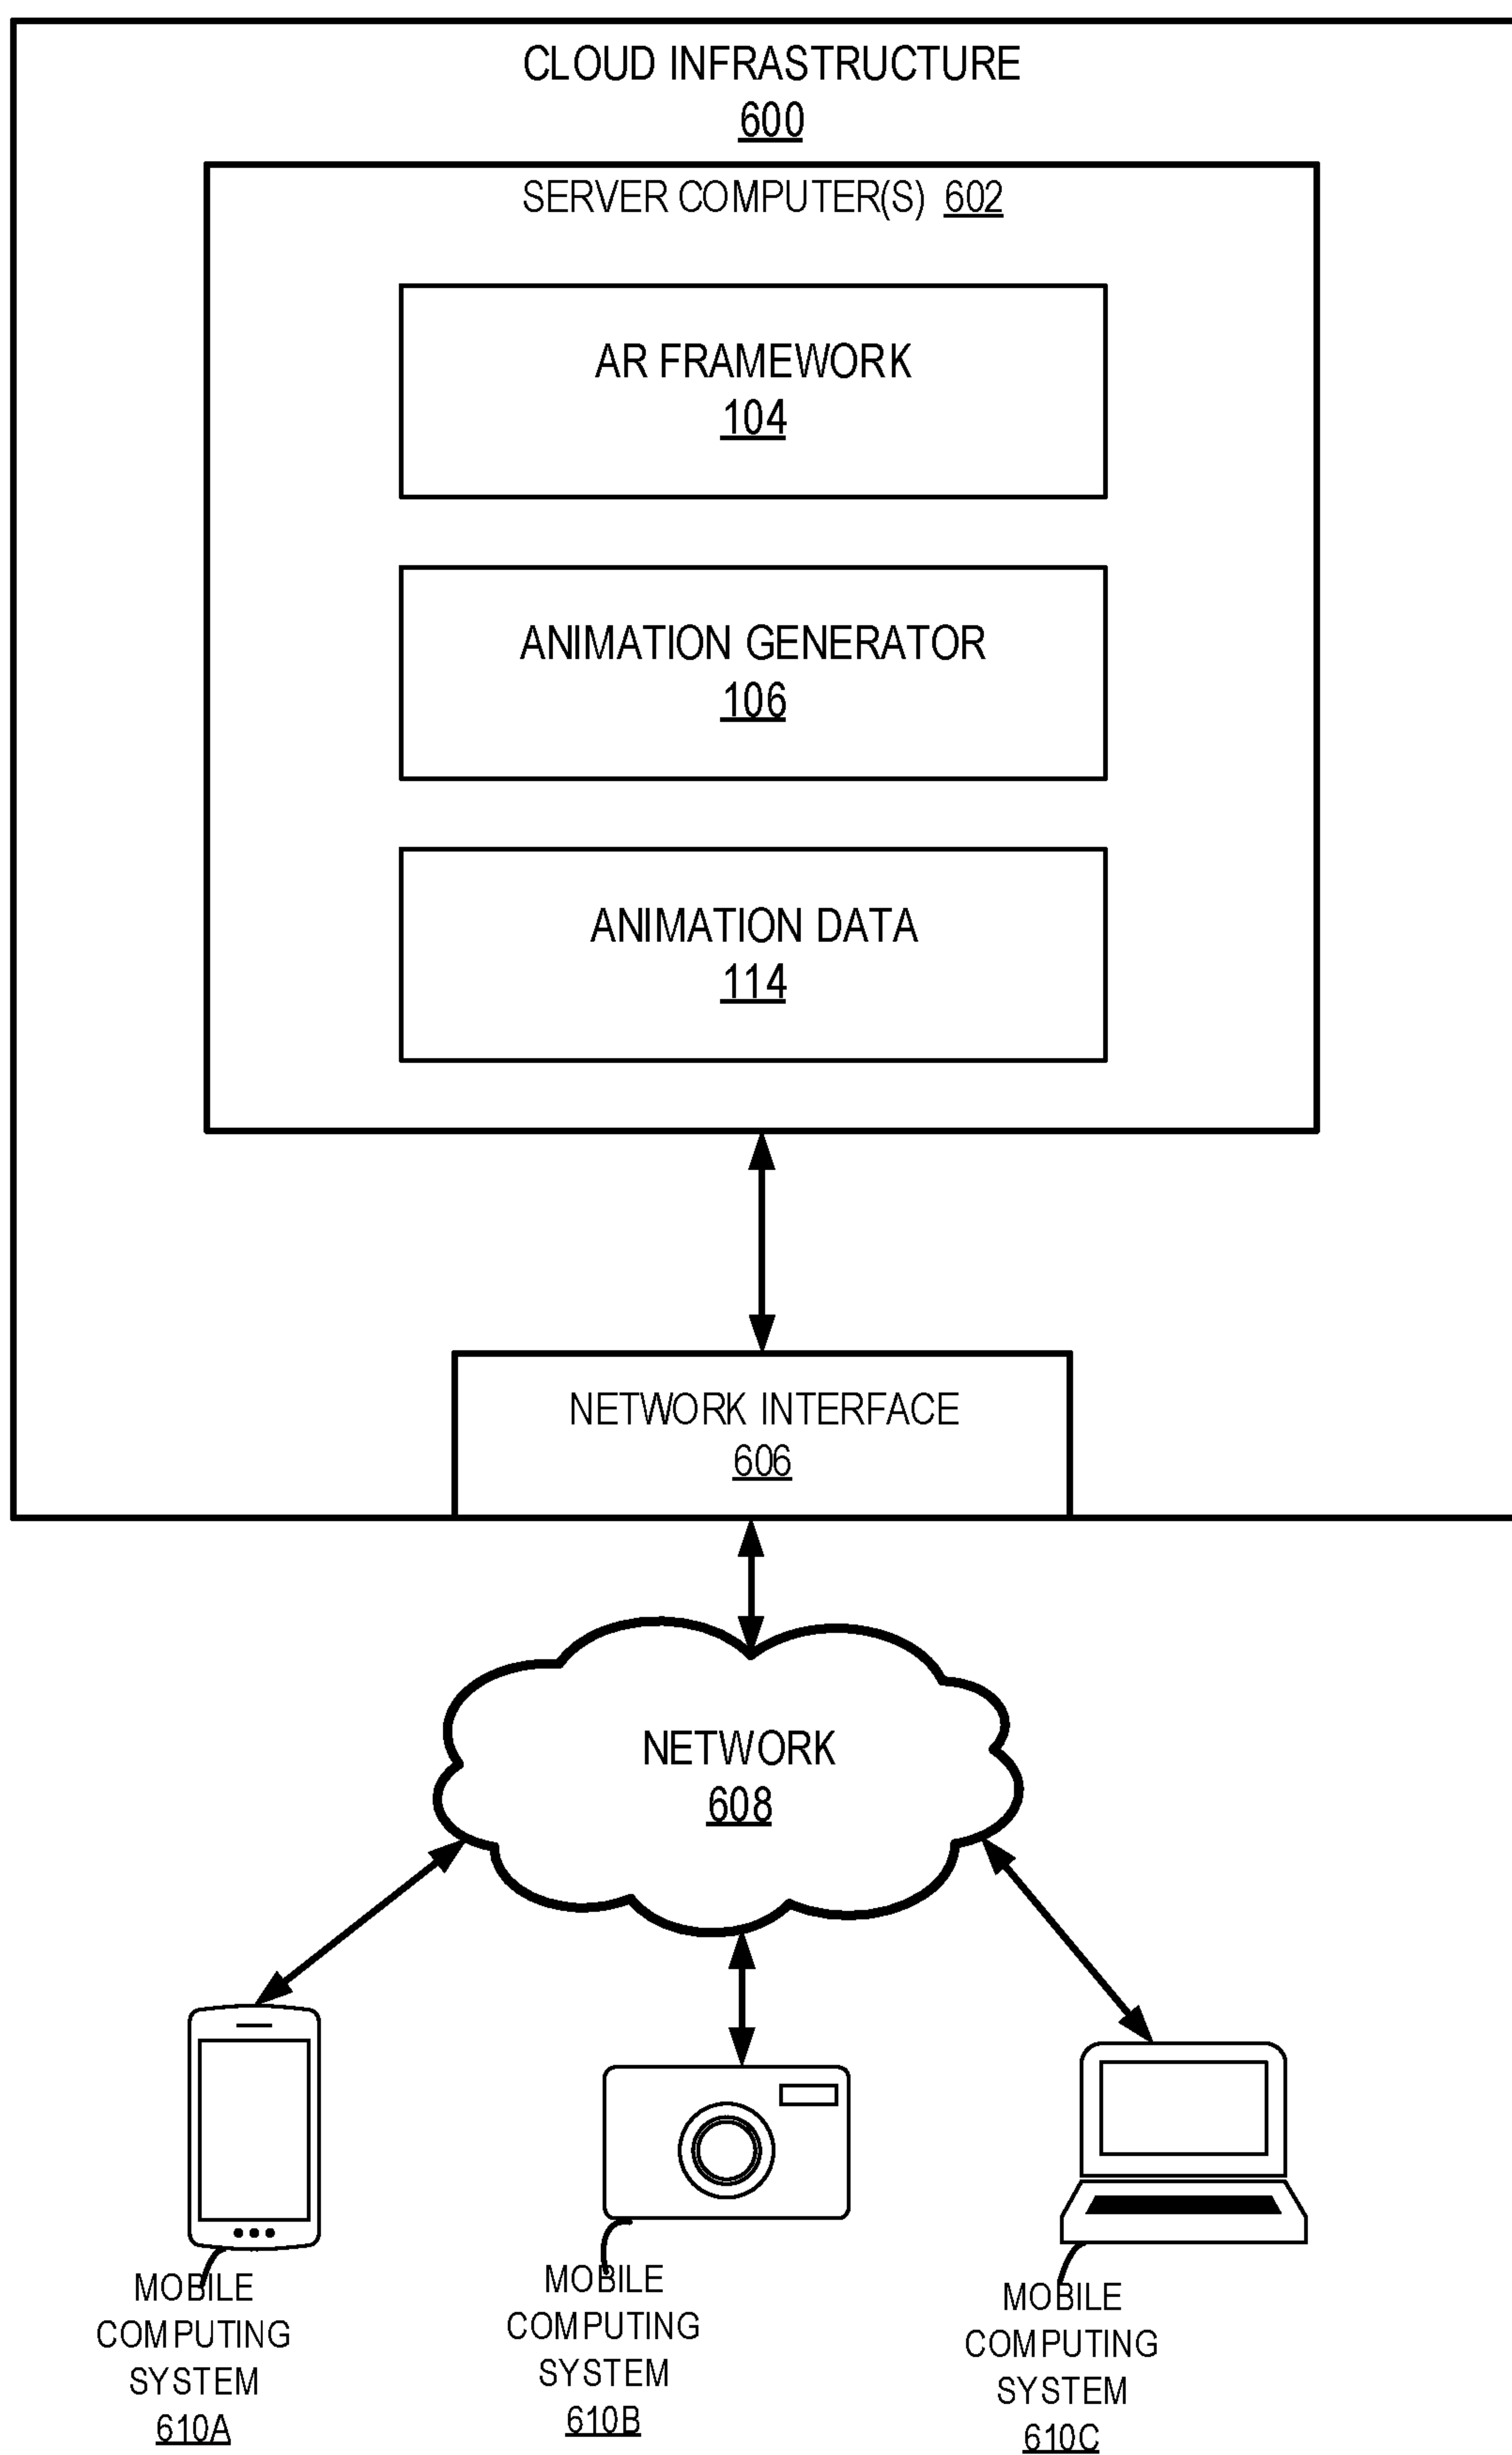 CLOUD INFRASTRUCTURE
600
SERVER COMPUTER(S) 602
AR FRAMEWORK
104
ANIMATION GENERATOR
106
ANIMATION DATA
114
NETWORK INTERFACE
606
NETWORK
608
MOBILE
COMPUTING
SYSTEM
610A
MOBILE
COMPUTING
SYSTEM
610B
MOBILE
COMPUTING
SYSTEM
610C